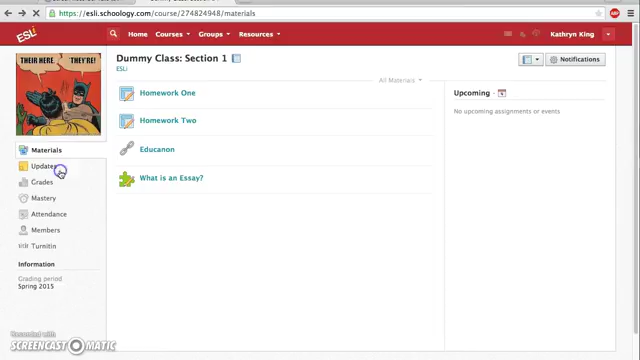 https://esli.schoology.com/course/274824948/materials
ESLi
Home Courses Groups Resources Kathryn King
THEIR HERE. THEY'RE!
Dummy Class: Section 1
ESLi
Notifications
All Materials
Homework One
Homework Two
Educanon
What is an Essay?
Upcoming
No upcoming assignments or events
Materials
Updates
Grades
Mastery
Attendance
Members
Turnitin
Information
Grading period
Spring 2015
Recorded with
SCREENCAST MATIC